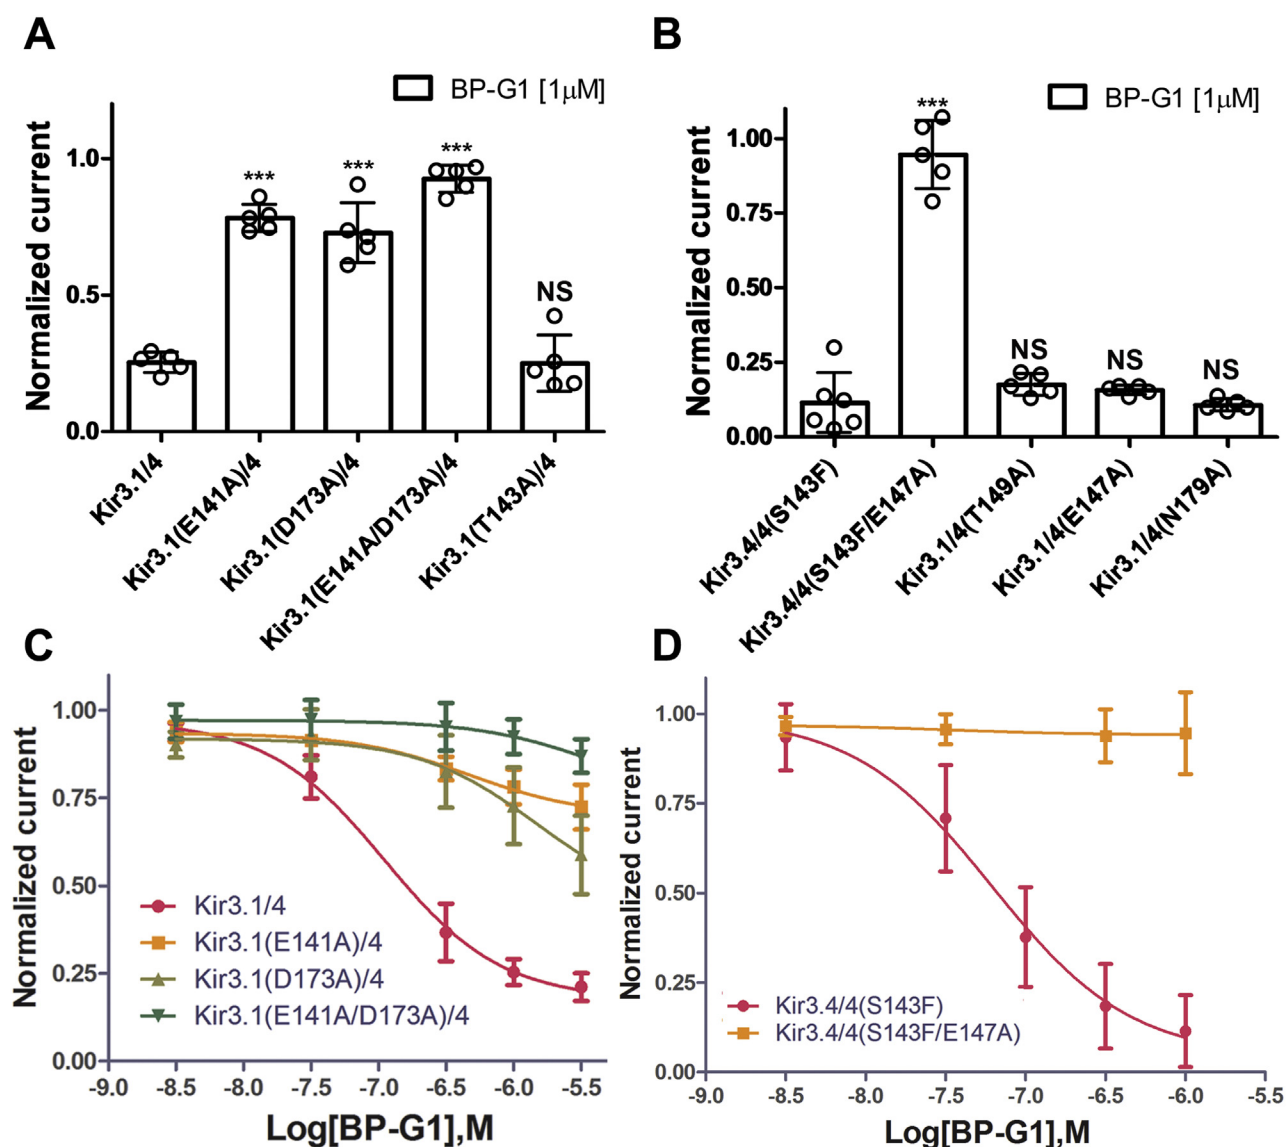 A
BP-G1 [1µM]
Normalized current
1.0
0.5
0.0
***
***
***
NS
Kir3.1/4
Kir3.1(E141A)/4
Kir3.1(D173A)/4
Kir3.1(E141A/D173A)/4
Kir3.1(T143A)/4
B
BP-G1 [1µM]
Normalized current
1.00
0.75
0.50
0.25
0.00
***
NS
NS
NS
Kir3.4/4(S143F)
Kir3.4/4(S143F/E147A)
Kir3.1/4(T149A)
Kir3.1/4(E147A)
Kir3.1/4(N179A)
C
Normalized current
1.00
0.75
0.50
0.25
0.00
Kir3.1/4
Kir3.1(E141A)/4
Kir3.1(D173A)/4
Kir3.1(E141A/D173A)/4
-9.0 -8.5 -8.0 -7.5 -7.0 -6.5 -6.0 -5.5
Log[BP-G1],M
D
Normalized current
1.00
0.75
0.50
0.25
0.00
Kir3.4/4(S143F)
Kir3.4/4(S143F/E147A)
-9.0 -8.5 -8.0 -7.5 -7.0 -6.5 -6.0 -5.5
Log[BP-G1],M